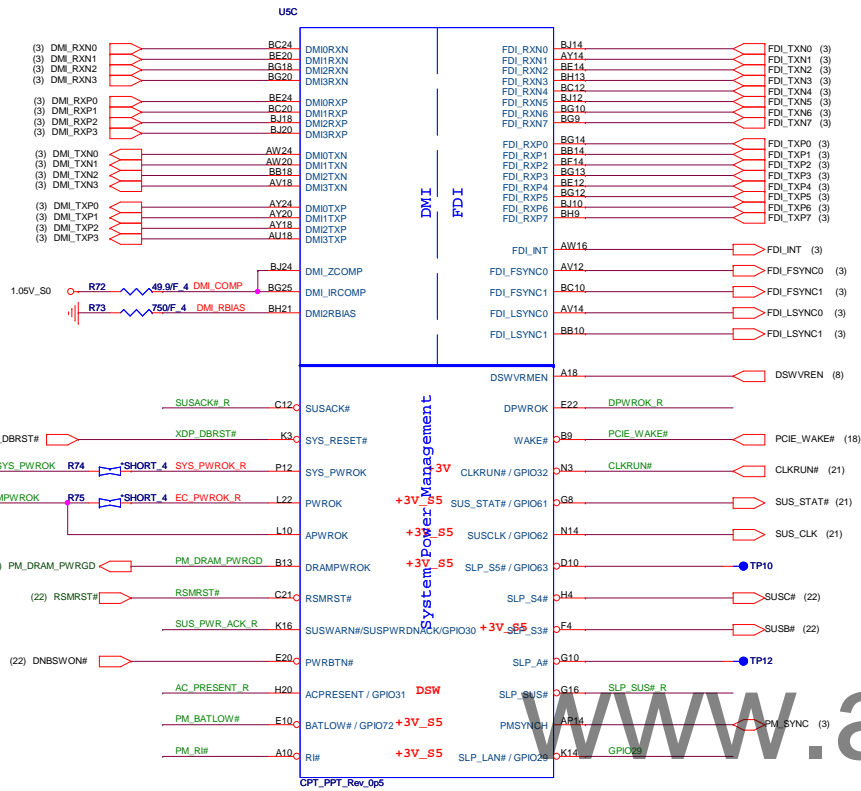 U5C
(3) DMI_RXN0 BC24 DMI0RXN FDI_RXN0 BJ14 FDI_TXN0 (3)
(3) DMI_RXN1 BE20 DMI1RXN FDI_RXN1 AY14 FDI_TXN1 (3)
(3) DMI_RXN2 BG18 DMI2RXN FDI_RXN2 BE14 FDI_TXN2 (3)
(3) DMI_RXN3 BG20 DMI3RXN FDI_RXN3 BH13 FDI_TXN3 (3)
FDI_RXN4 BC12 FDI_TXN4 (3)
(3) DMI_RXP0 BE24 DMI0RXP FDI_RXN5 BJ12 FDI_TXN5 (3)
(3) DMI_RXP1 BC20 DMI1RXP FDI_RXN6 BG10 FDI_TXN6 (3)
(3) DMI_RXP2 BJ18 DMI2RXP FDI_RXN7 BG9 FDI_TXN7 (3)
(3) DMI_RXP3 BJ20 DMI3RXP
FDI_RXP0 BG14 FDI_TXP0 (3)
(3) DMI_TXN0 AW24 DMI0TXN FDI_RXP1 BB14 FDI_TXP1 (3)
(3) DMI_TXN1 AW20 DMI1TXN FDI_RXP2 BF14 FDI_TXP2 (3)
(3) DMI_TXN2 BB18 DMI2TXN FDI_RXP3 BG13 FDI_TXP3 (3)
(3) DMI_TXN3 AV18 DMI3TXN FDI_RXP4 BE12 FDI_TXP4 (3)
FDI_RXP5 BG12 FDI_TXP5 (3)
(3) DMI_TXP0 AY24 DMI0TXP FDI_RXP6 BJ10 FDI_TXP6 (3)
(3) DMI_TXP1 AY20 DMI1TXP FDI_RXP7 BH9 FDI_TXP7 (3)
(3) DMI_TXP2 AY18 DMI2TXP
(3) DMI_TXP3 AU18 DMI3TXP
DMI
FDI
FDI_INT AW16 FDI_INT (3)
BJ24 DMI_ZCOMP FDI_FSYNC0 AV12 FDI_FSYNC0 (3)
1.05V_S0 R72 49.9/F_4 DMI_COMP BG25 DMI_IRCOMP FDI_FSYNC1 BC10 FDI_FSYNC1 (3)
R73 750/F_4 DMI_RBIAS BH21 DMI2RBIAS FDI_LSYNC0 AV14 FDI_LSYNC0 (3)
FDI_LSYNC1 BB10 FDI_LSYNC1 (3)
DSWVRMEN A18 DSWVREN (8)
SUSACK#_R C12 SUSACK# DPWROK E22 DPWROK_R
_DBRST# XDP_DBRST# K3 SYS_RESET# WAKE# B9 PCIE_WAKE# PCIE_WAKE# (18)
SYS_PWROK R74 *SHORT_4 SYS_PWROK_R P12 SYS_PWROK +3V CLKRUN# / GPIO32 N3 CLKRUN# CLKRUN# (21)
MPWROK R75 *SHORT_4 EC_PWROK_R L22 PWROK +3V_S5 SUS_STAT# / GPIO61 G8 SUS_STAT# (21)
L10 APWROK +3V_S5 SUSCLK / GPIO62 N14 SUS_CLK (21)
) PM_DRAM_PWRGD PM_DRAM_PWRGD B13 DRAMPWROK +3V_S5 SLP_S5# / GPIO63 D10 TP10
(22) RSMRST# RSMRST# C21 RSMRST# SLP_S4# H4 SUSC# (22)
SUS_PWR_ACK_R K16 SUSWARN#/SUSPWRDNACK/GPIO30 +3V_S5 SLP_S3# F4 SUSB# (22)
(22) DNBSWON# E20 PWRBTN# SLP_A# G10 TP12
AC_PRESENT_R H20 ACPRESENT / GPIO31 DSW SLP_SUS# G16 SLP_SUS#_R
PM_BATLOW# E10 BATLOW# / GPIO72 +3V_S5 PMSYNCH AP14 PM_SYNC (3)
PM_RI# A10 RI# +3V_S5 SLP_LAN# / GPIO29 K14 GPIO29
System Power Management
CPT_PPT_Rev_0p5
www.a